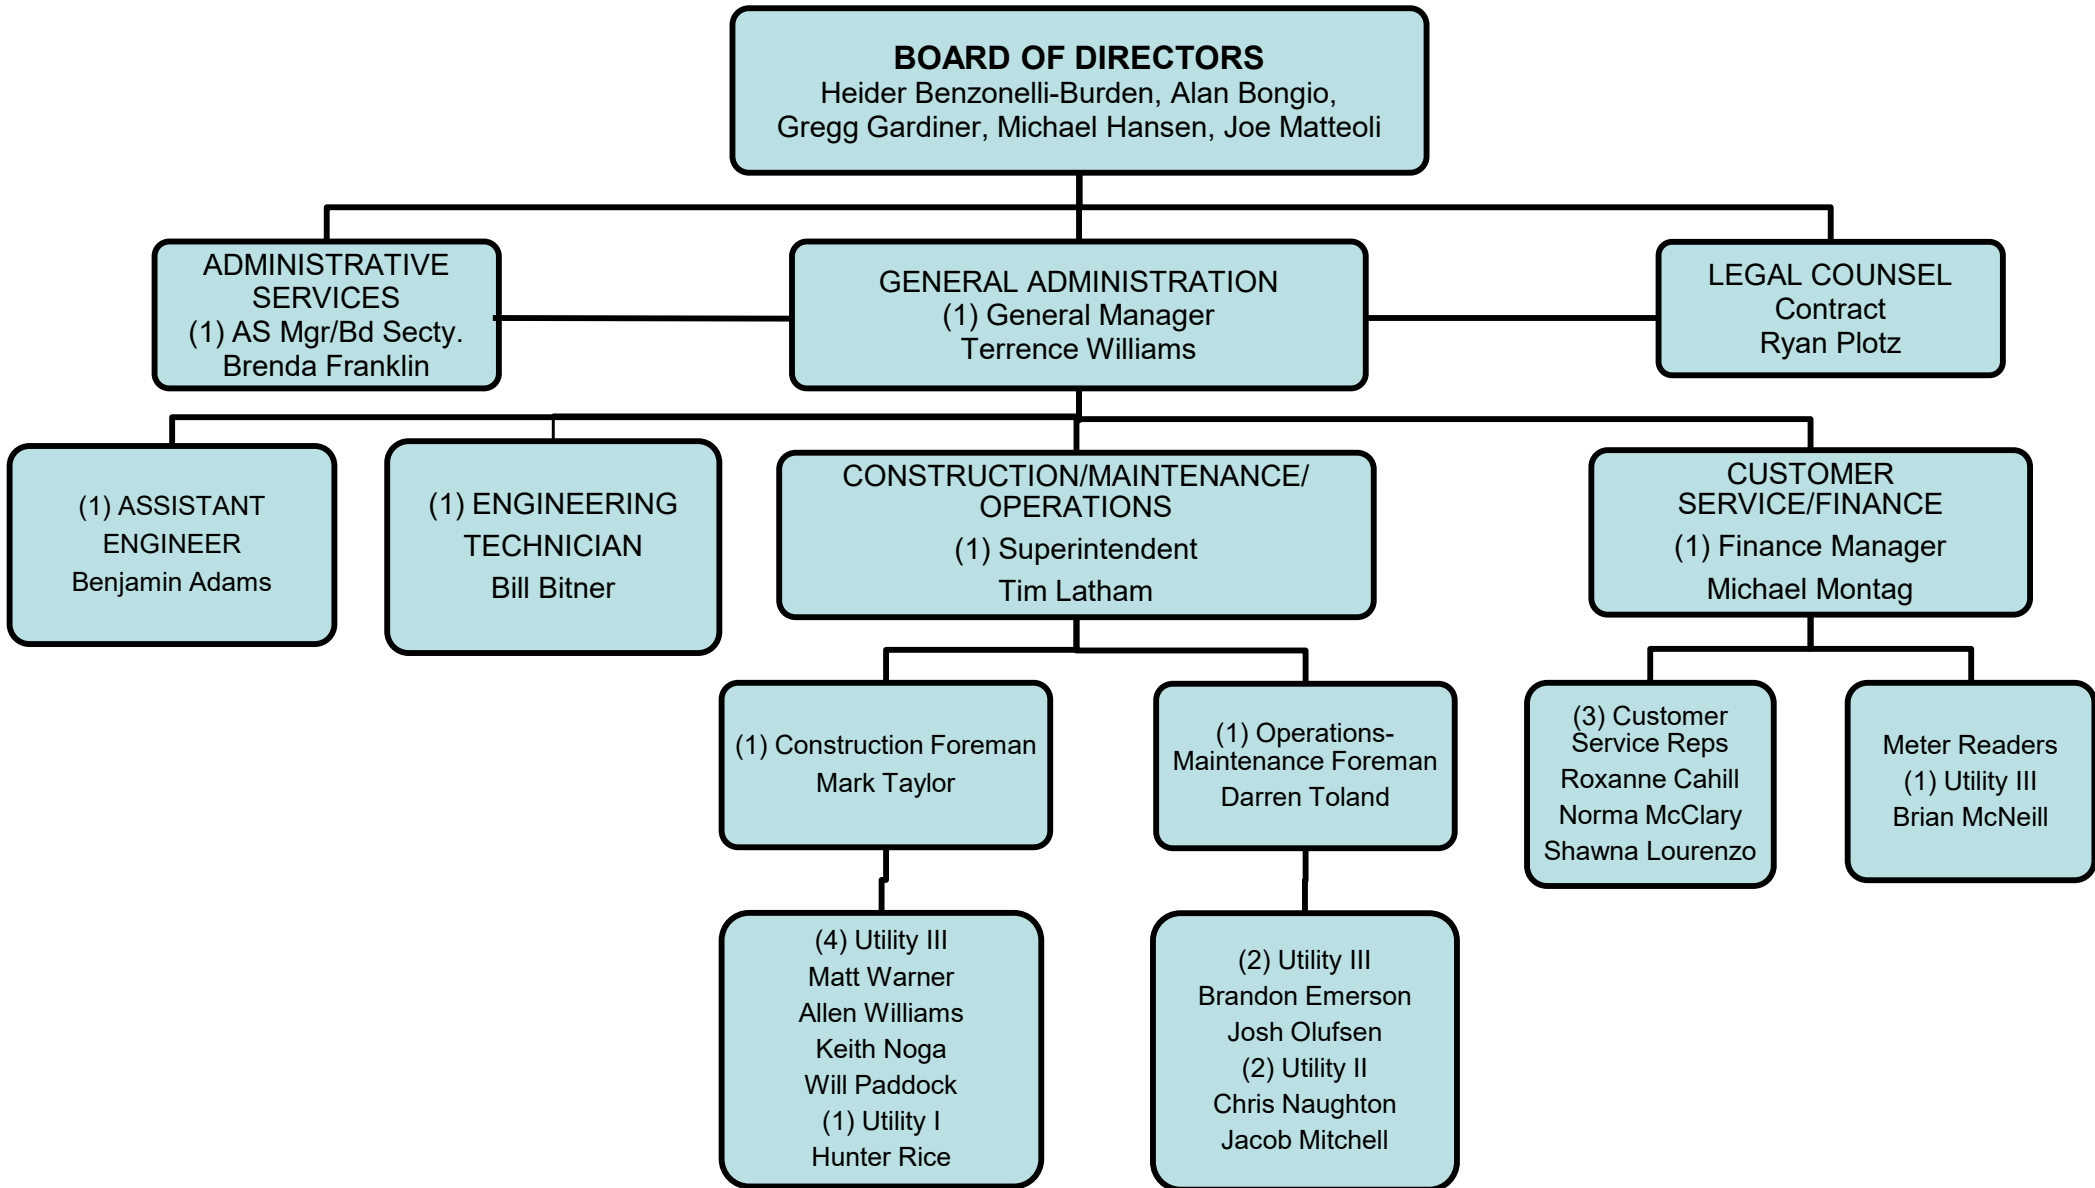 BOARD OF DIRECTORS
Heider Benzonelli-Burden, Alan Bongio,
Gregg Gardiner, Michael Hansen, Joe Matteoli
ADMINISTRATIVE
SERVICES
(1) AS Mgr/Bd Secty.
Brenda Franklin
GENERAL ADMINISTRATION
(1) General Manager
Terrence Williams
LEGAL COUNSEL
Contract
Ryan Plotz
(1) ASSISTANT
ENGINEER
Benjamin Adams
(1) ENGINEERING
TECHNICIAN
Bill Bitner
CONSTRUCTION/MAINTENANCE/
OPERATIONS
(1) Superintendent
Tim Latham
CUSTOMER
SERVICE/FINANCE
(1) Finance Manager
Michael Montag
(1) Construction Foreman
Mark Taylor
(1) Operations-
Maintenance Foreman
Darren Toland
(3) Customer
Service Reps
Roxanne Cahill
Norma McClary
Shawna Lourenzo
Meter Readers
(1) Utility III
Brian McNeill
(4) Utility III
Matt Warner
Allen Williams
Keith Noga
Will Paddock
(1) Utility I
Hunter Rice
(2) Utility III
Brandon Emerson
Josh Olufsen
(2) Utility II
Chris Naughton
Jacob Mitchell